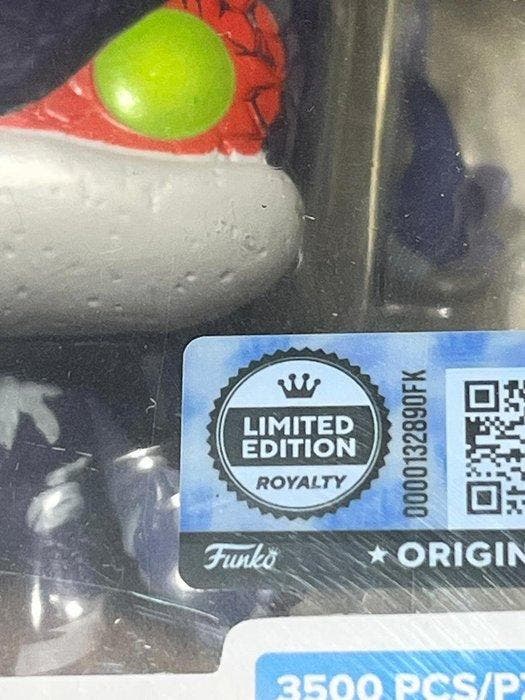 LIMITED
EDITION
ROYALTY
0000132890FK
Funko
★ ORIGIN
3500 PCS/P